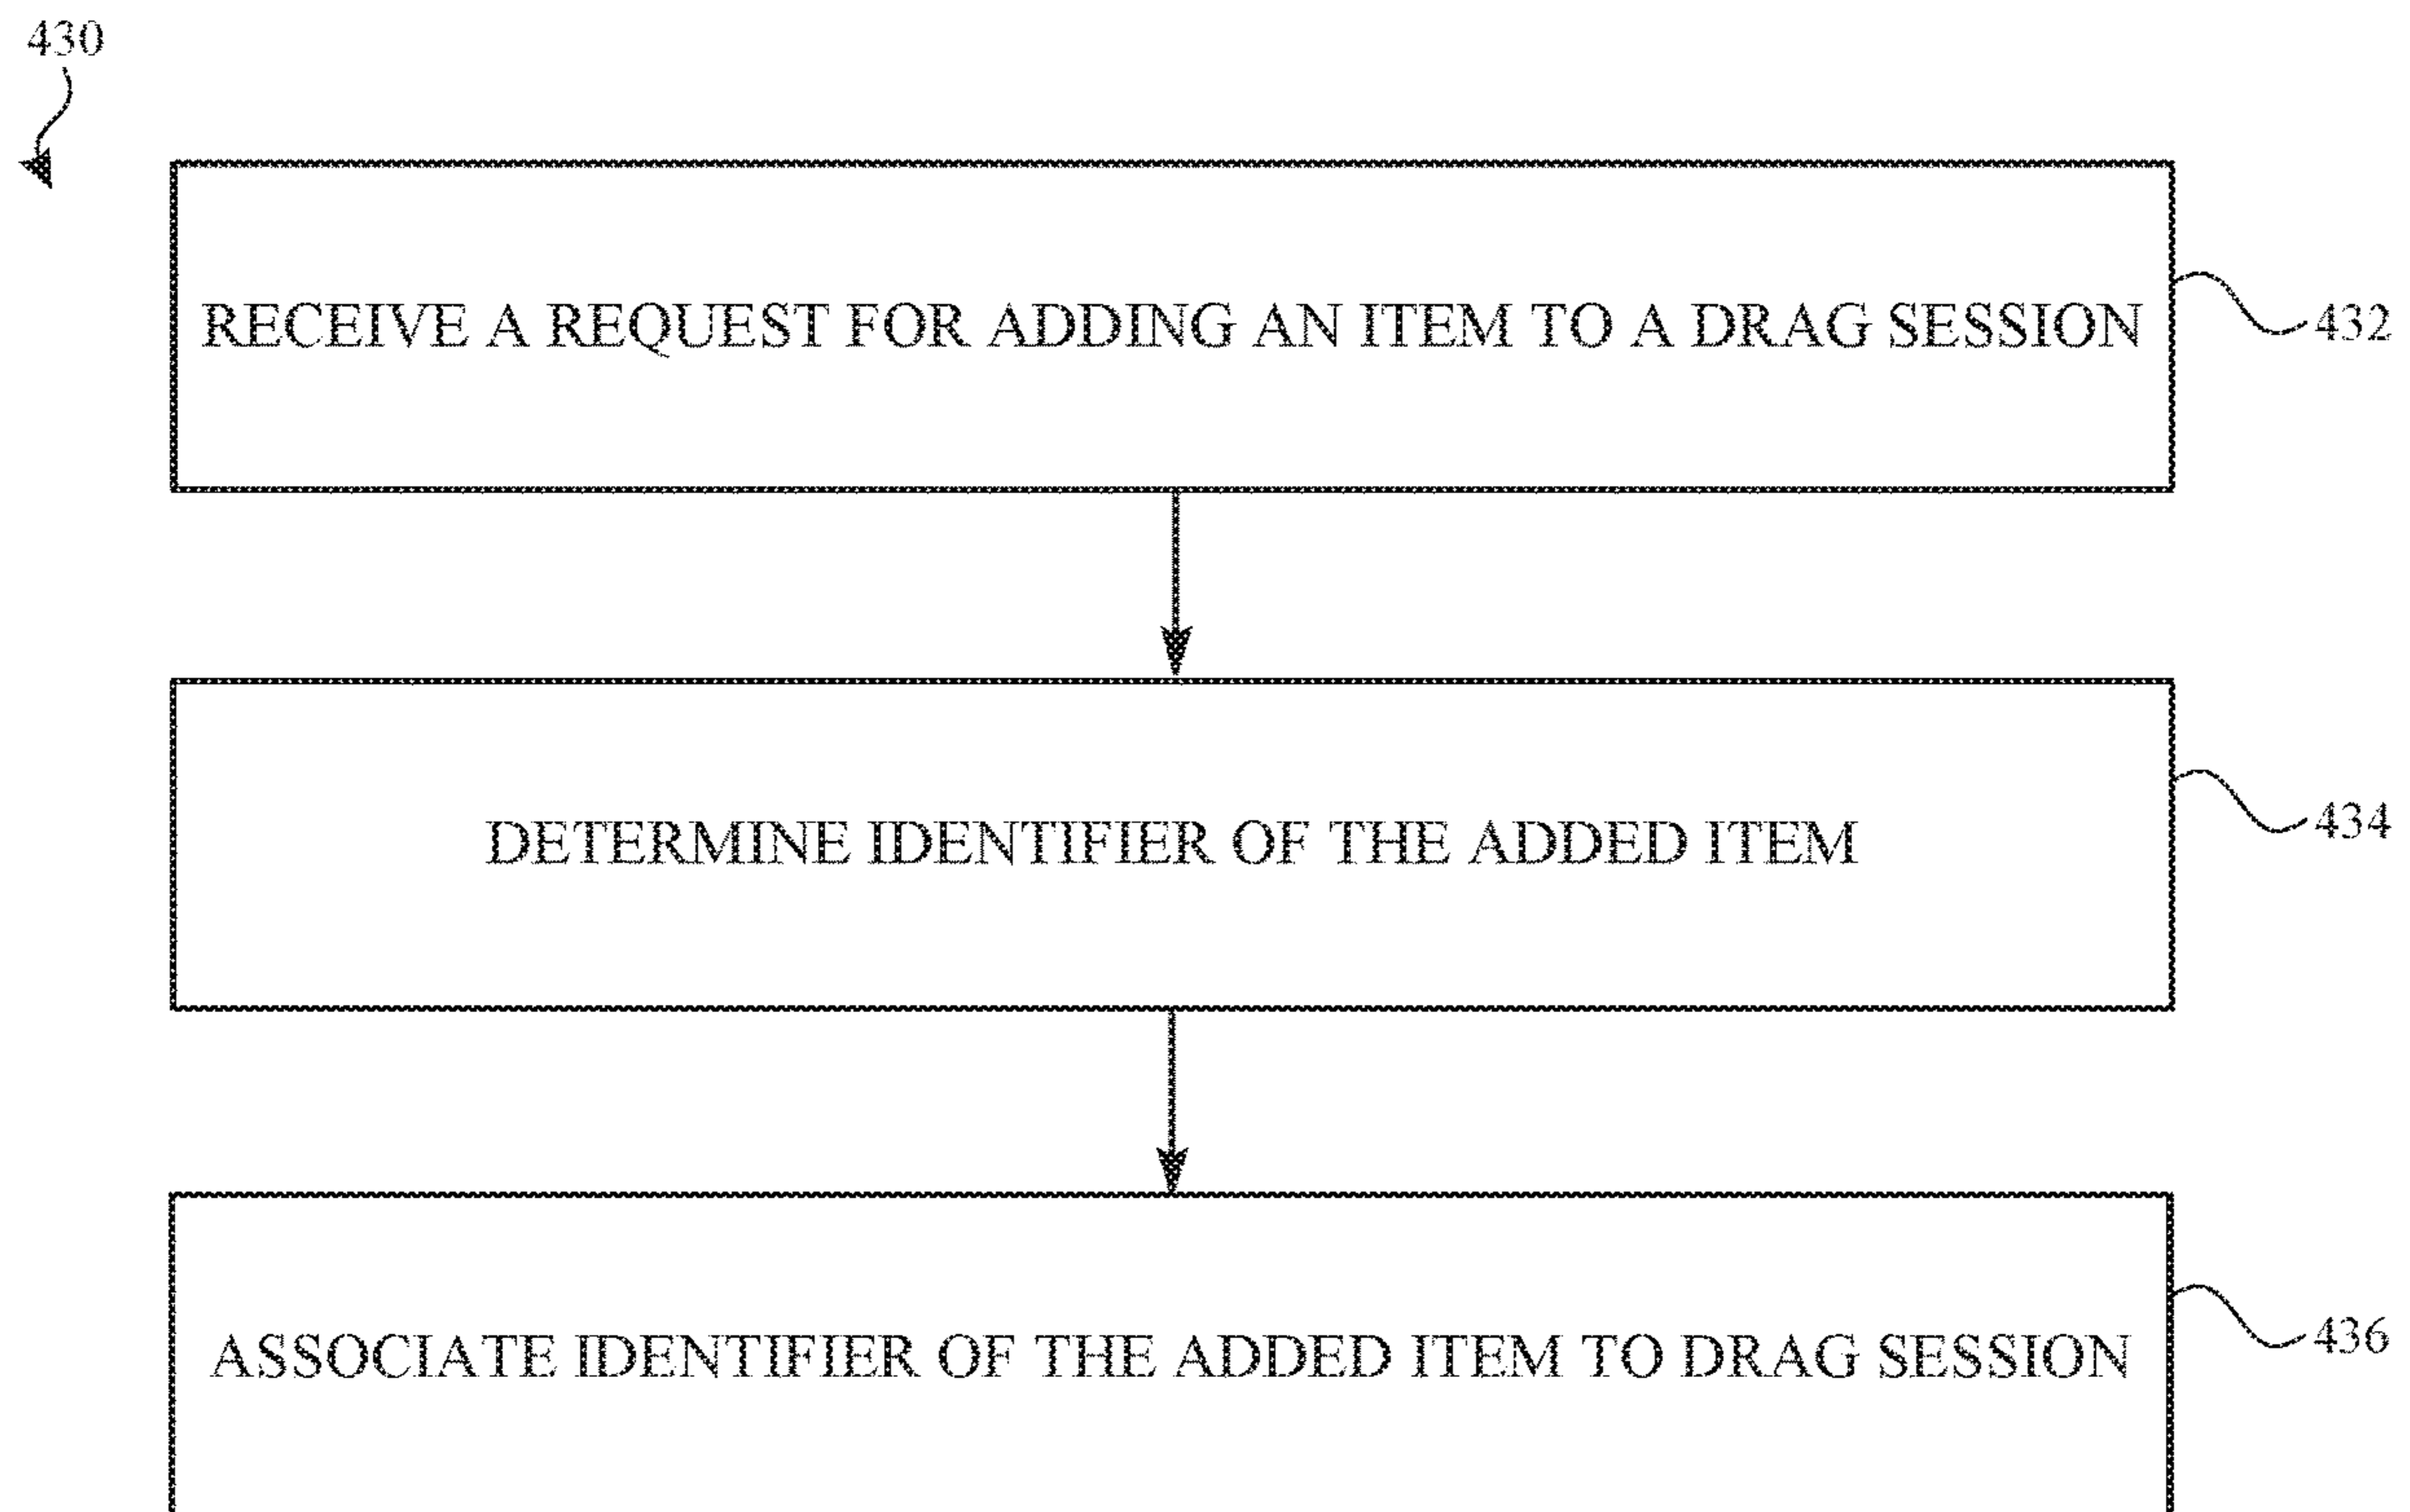 430
RECEIVE A REQUEST FOR ADDING AN ITEM TO A DRAG SESSION
432
DETERMINE IDENTIFIER OF THE ADDED ITEM
434
ASSOCIATE IDENTIFIER OF THE ADDED ITEM TO DRAG SESSION
436